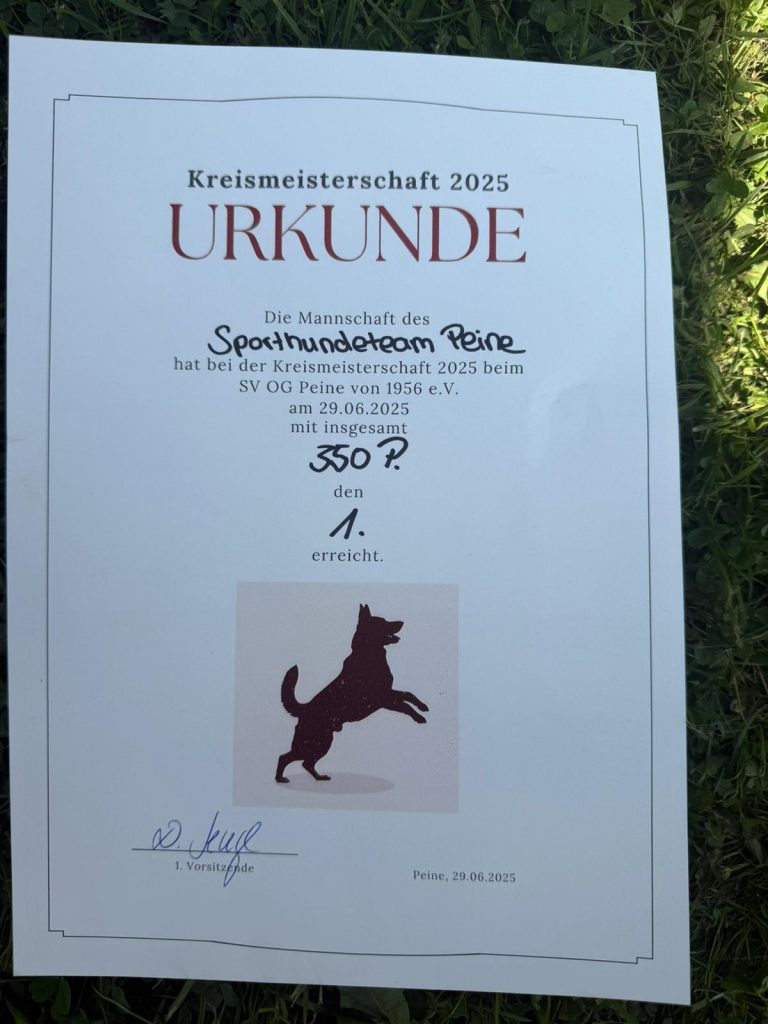 Kreismeisterschaft 2025
URKUNDE
Die Mannschaft des
Sporthundeteam Peine
hat bei der Kreismeisterschaft 2025 beim
SV OG Peine von 1956 e.V.
am 29.06.2025
mit insgesamt
350 P.
den
1.
erreicht.
D.
1. Vorsitzende
Peine, 29.06.2025